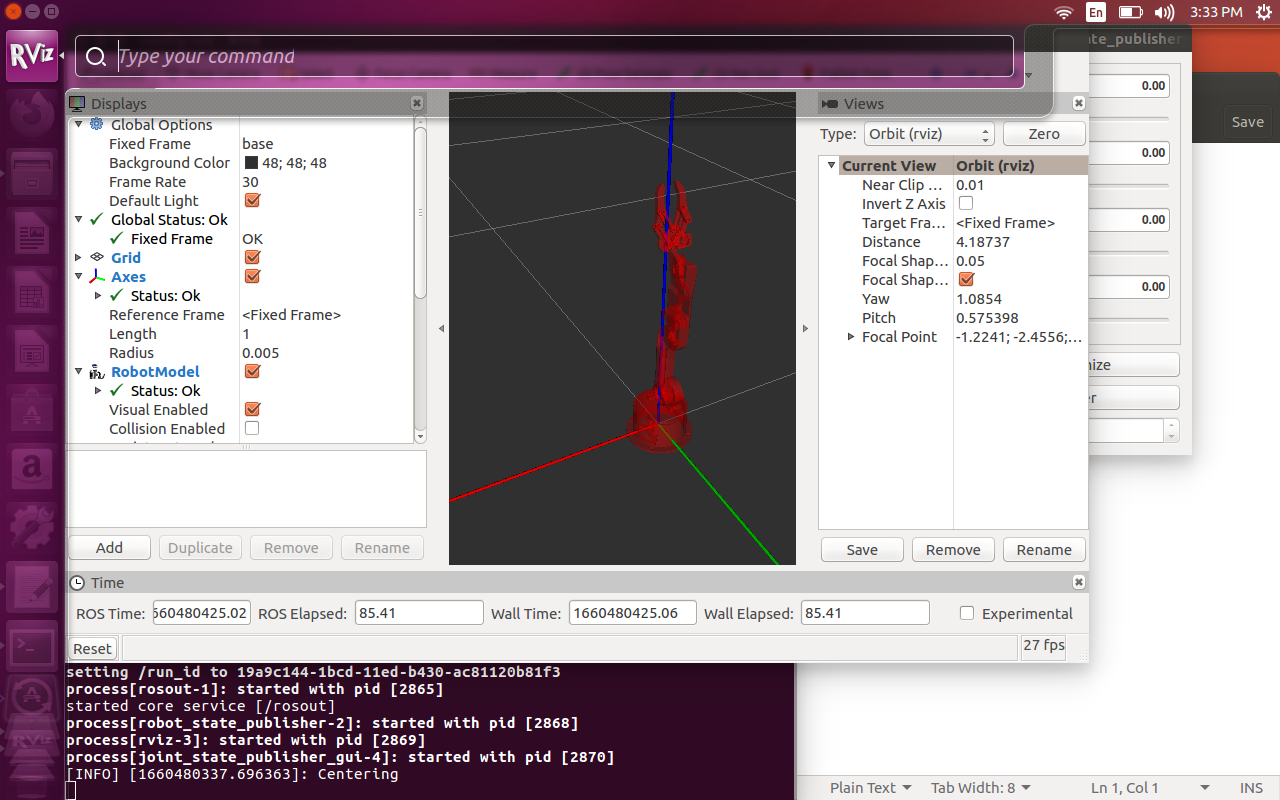 En
3:33 PM
RViz
Type your command
state_publisher
Displays
Global Options
Fixed Frame base
Background Color 48; 48; 48
Frame Rate 30
Default Light
Global Status: Ok
Fixed Frame OK
Grid
Axes
Status: Ok
Reference Frame <Fixed Frame>
Length 1
Radius 0.005
RobotModel
Status: Ok
Visual Enabled
Collision Enabled
Add Duplicate Remove Rename
Views
Type: Orbit (rviz) Zero
Current View Orbit (rviz)
Near Clip ... 0.01
Invert Z Axis
Target Fra... <Fixed Frame>
Distance 4.18737
Focal Shap... 0.05
Focal Shap...
Yaw 1.0854
Pitch 0.575398
Focal Point -1.2241; -2.4556;...
Save Remove Rename
0.00
0.00
0.00
0.00
Save
Time
ROS Time: 660480425.02 ROS Elapsed: 85.41 Wall Time: 1660480425.06 Wall Elapsed: 85.41 Experimental
Reset
27 fps
setting /run_id to 19a9c144-1bcd-11ed-b430-ac81120b81f3
process[rosout-1]: started with pid [2865]
started core service [/rosout]
process[robot_state_publisher-2]: started with pid [2868]
process[rviz-3]: started with pid [2869]
process[joint_state_publisher_gui-4]: started with pid [2870]
[INFO] [1660480337.696363]: Centering
Plain Text Tab Width: 8 Ln 1, Col 1 INS